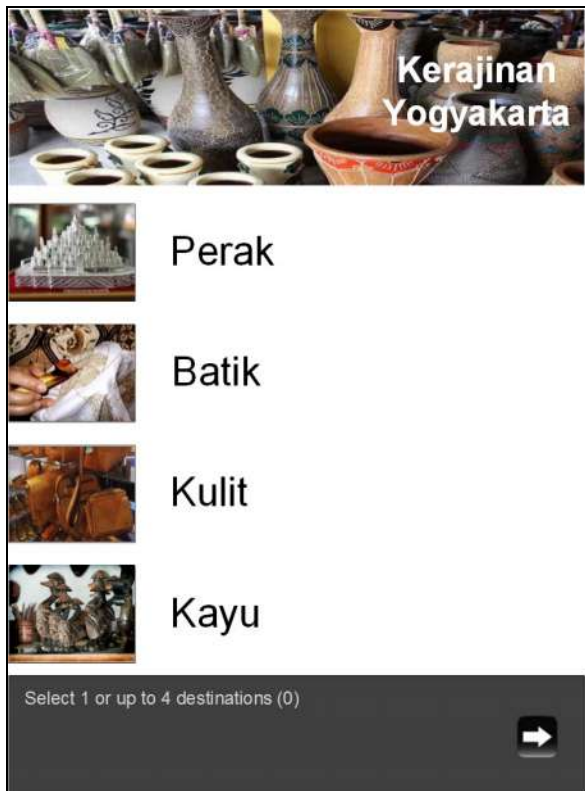 Kerajinan
Yogyakarta
Perak
Batik
Kulit
Kayu
Select 1 or up to 4 destinations (0)